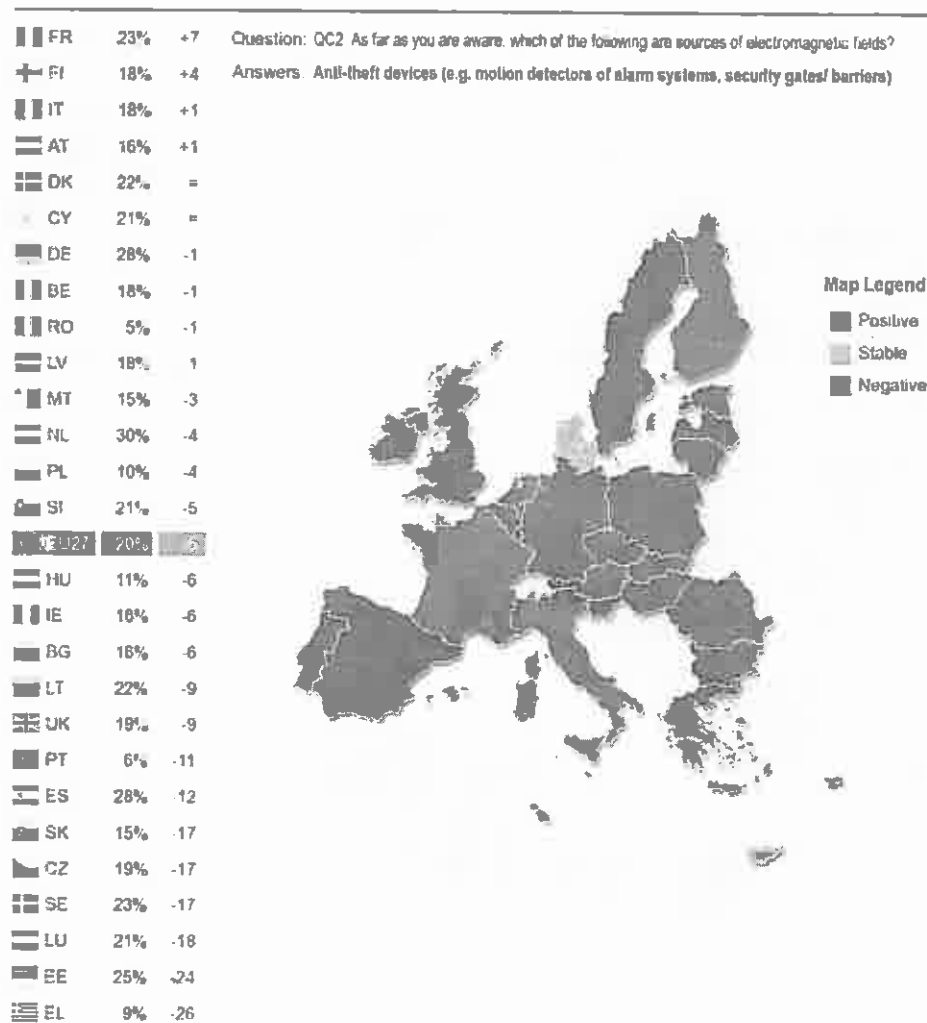 FR 23% +7
Question: QC2 As far as you are aware, which of the following are sources of electromagnetic fields?
FI 18% +4
Answers Anti-theft devices (e.g. motion detectors of alarm systems, security gates/ barriers)
IT 18% +1
AT 16% +1
DK 22% =
CY 21% =
DE 28% -1
BE 18% -1
RO 5% -1
LV 18% 1
MT 15% -3
NL 30% -4
PL 10% -4
SI 21% -5
EU27 20%
HU 11% -6
IE 16% -6
BG 16% -6
LT 22% -9
UK 19% -9
PT 6% -11
ES 28% -12
SK 15% -17
CZ 19% -17
SE 23% -17
LU 21% -18
EE 25% -24
EL 9% -26
Map Legend
Positive
Stable
Negative